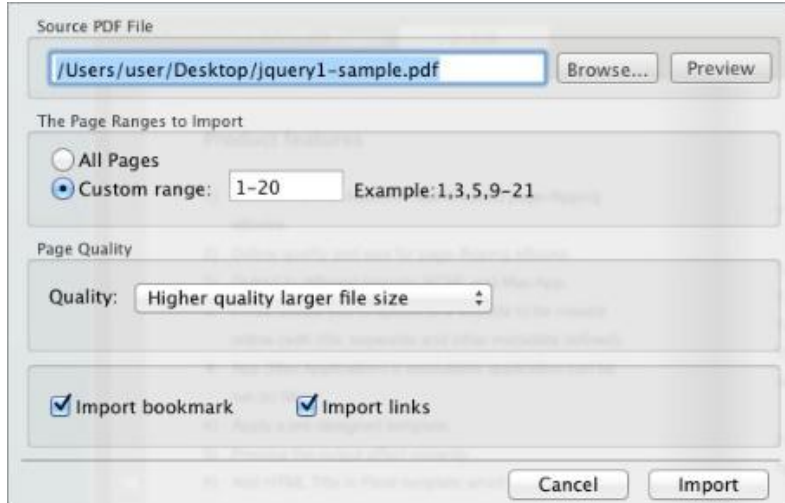 Source PDF File
/Users/user/Desktop/jquery1-sample.pdf Browse... Preview
The Page Ranges to Import
Product features
All Pages
Custom range: 1-20 Example:1,3,5,9-21
Page Quality
Quality: Higher quality larger file size
Import bookmark Import links
Cancel Import